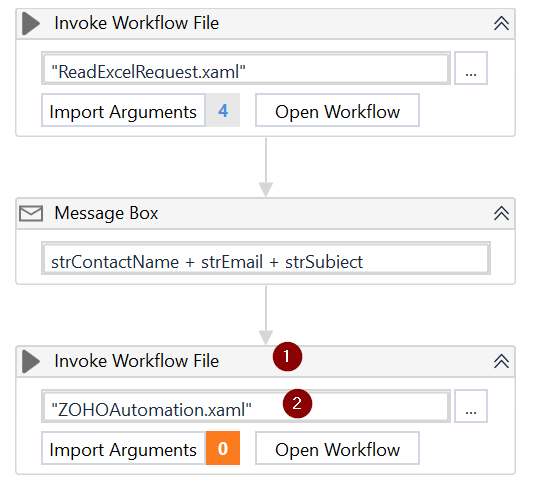 Invoke Workflow File
"ReadExcelRequest.xaml"
...
Import Arguments 4 Open Workflow
Message Box
strContactName + strEmail + strSubject
Invoke Workflow File 1
"ZOHOAutomation.xaml" 2
...
Import Arguments 0 Open Workflow